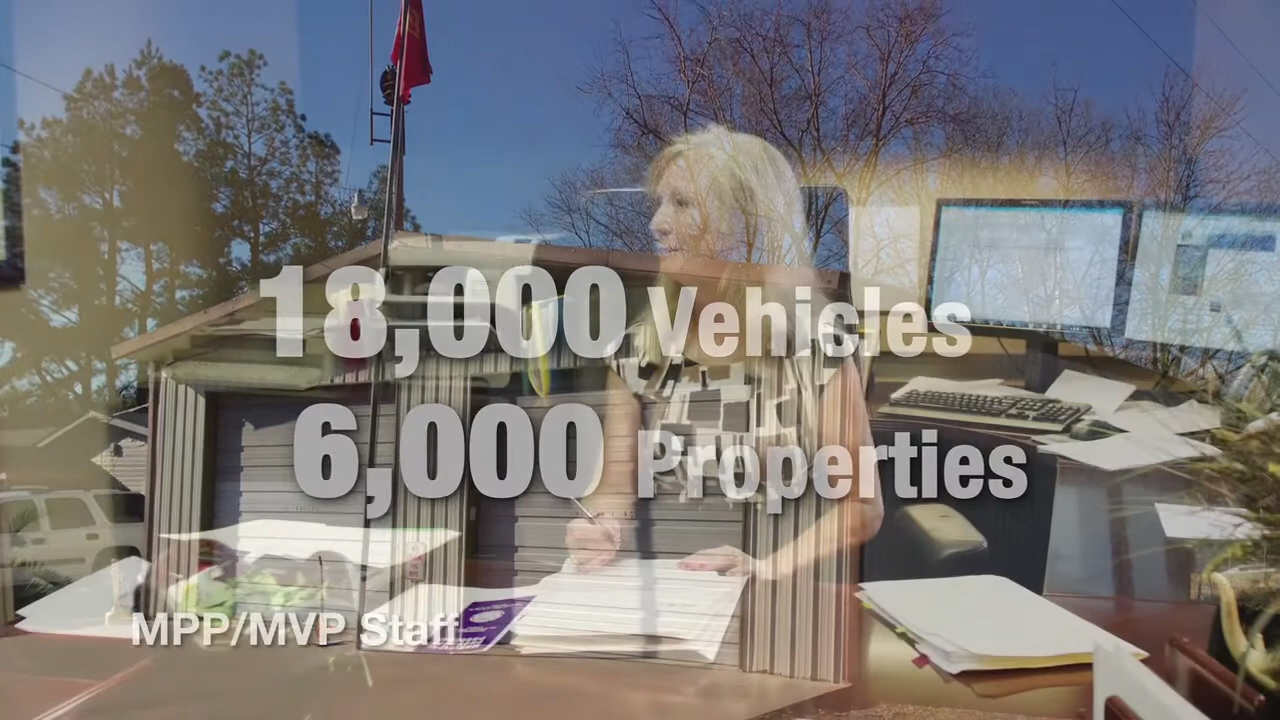 18,000 Vehicles
6,000 Properties
MPP/MVP Staff